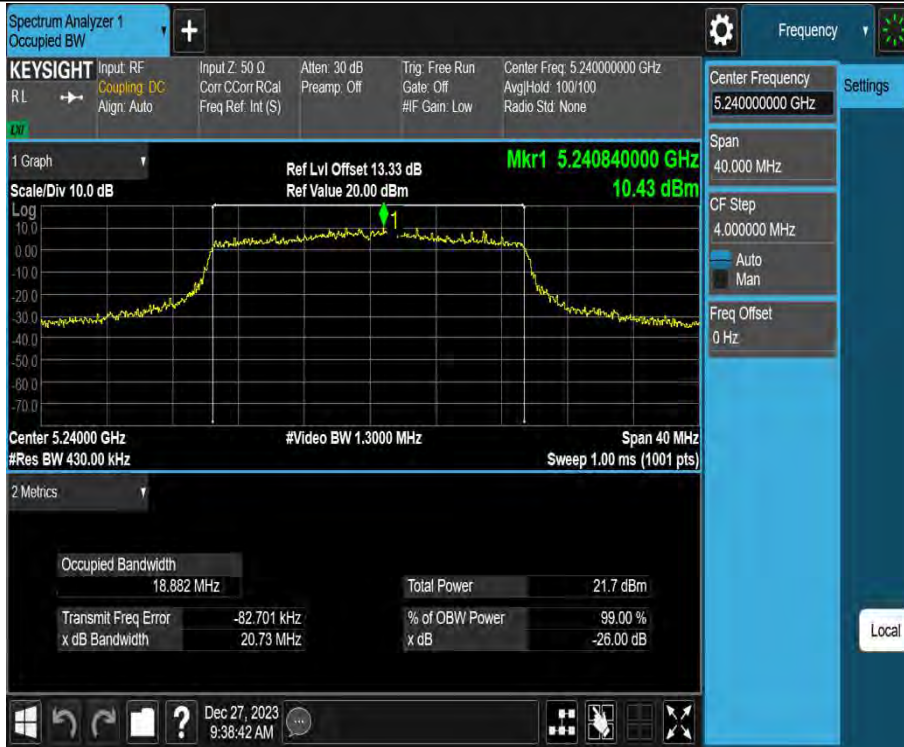 Spectrum Analyzer 1
Occupied BW
Frequency
KEYSIGHT
RL
LXI
Input: RF
Coupling: DC
Align: Auto
Input Z: 50 Ω
Corr CCorr RCal
Freq Ref: Int (S)
Atten: 30 dB
Preamp: Off
Trig: Free Run
Gate: Off
#IF Gain: Low
Center Freq: 5.240000000 GHz
Avg|Hold: 100/100
Radio Std: None
Center Frequency
5.240000000 GHz
Settings
Span
40.000 MHz
CF Step
4.000000 MHz
Auto
Man
Freq Offset
0 Hz
Local
1 Graph
Scale/Div 10.0 dB
Ref Lvl Offset 13.33 dB
Ref Value 20.00 dBm
Mkr1 5.240840000 GHz
10.43 dBm
Log
1
10.0
0.00
-10.0
-20.0
-30.0
-40.0
-50.0
-60.0
-70.0
Center 5.24000 GHz
#Video BW 1.3000 MHz
Span 40 MHz
#Res BW 430.00 kHz
Sweep 1.00 ms (1001 pts)
2 Metrics
Occupied Bandwidth
18.882 MHz
Total Power 21.7 dBm
Transmit Freq Error -82.701 kHz
% of OBW Power 99.00 %
x dB Bandwidth 20.73 MHz
x dB -26.00 dB
Dec 27, 2023
9:38:42 AM